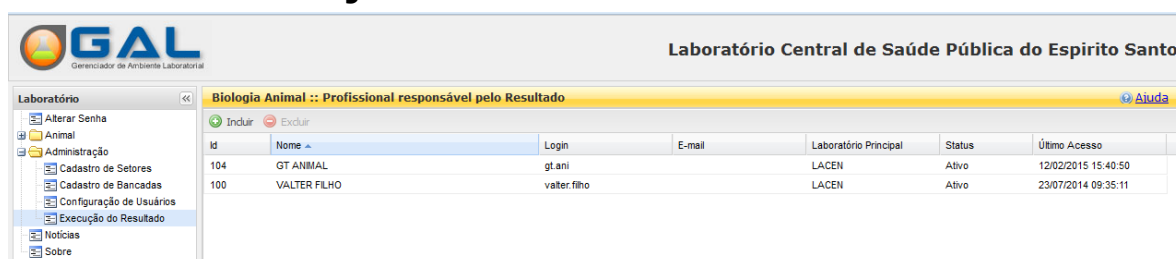 GAL
Gerenciador de Ambiente Laboratorial
Laboratório Central de Saúde Pública do Espirito Santo
Laboratório
Alterar Senha
Animal
Administração
Cadastro de Setores
Cadastro de Bancadas
Configuração de Usuários
Execução do Resultado
Notícias
Sobre
Biologia Animal :: Profissional responsável pelo Resultado Ajuda
Incluir Excluir
Id Nome Login E-mail Laboratório Principal Status Último Acesso
104 GT ANIMAL gt.ani LACEN Ativo 12/02/2015 15:40:50
100 VALTER FILHO valter.filho LACEN Ativo 23/07/2014 09:35:11